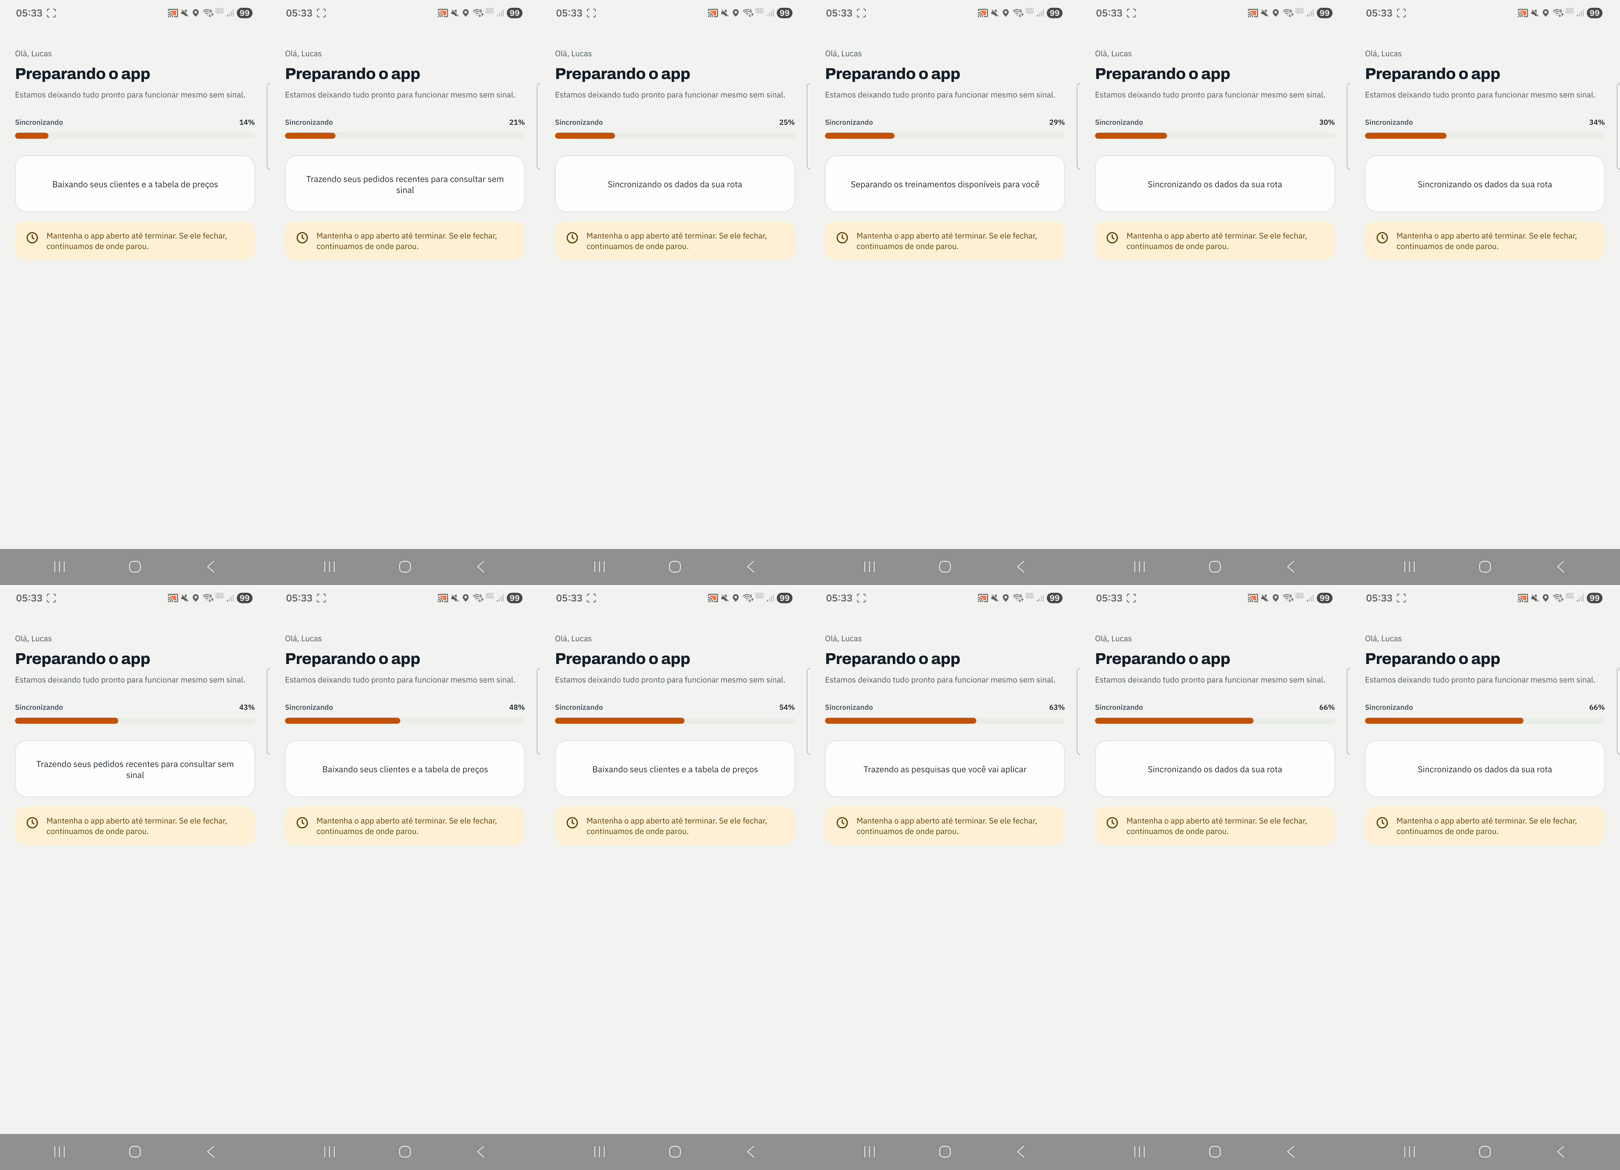 05:33 99
Olá, Lucas
Preparando o app
Estamos deixando tudo pronto para funcionar mesmo sem sinal.
Sincronizando 14%
Baixando seus clientes e a tabela de preços
Mantenha o app aberto até terminar. Se ele fechar,
continuamos de onde parou.
05:33 99
Olá, Lucas
Preparando o app
Estamos deixando tudo pronto para funcionar mesmo sem sinal.
Sincronizando 21%
Trazendo seus pedidos recentes para consultar sem
sinal
Mantenha o app aberto até terminar. Se ele fechar,
continuamos de onde parou.
05:33 99
Olá, Lucas
Preparando o app
Estamos deixando tudo pronto para funcionar mesmo sem sinal.
Sincronizando 25%
Sincronizando os dados da sua rota
Mantenha o app aberto até terminar. Se ele fechar,
continuamos de onde parou.
05:33 99
Olá, Lucas
Preparando o app
Estamos deixando tudo pronto para funcionar mesmo sem sinal.
Sincronizando 29%
Separando os treinamentos disponíveis para você
Mantenha o app aberto até terminar. Se ele fechar,
continuamos de onde parou.
05:33 99
Olá, Lucas
Preparando o app
Estamos deixando tudo pronto para funcionar mesmo sem sinal.
Sincronizando 30%
Sincronizando os dados da sua rota
Mantenha o app aberto até terminar. Se ele fechar,
continuamos de onde parou.
05:33 99
Olá, Lucas
Preparando o app
Estamos deixando tudo pronto para funcionar mesmo sem sinal.
Sincronizando 34%
Sincronizando os dados da sua rota
Mantenha o app aberto até terminar. Se ele fechar,
continuamos de onde parou.
05:33 99
Olá, Lucas
Preparando o app
Estamos deixando tudo pronto para funcionar mesmo sem sinal.
Sincronizando 43%
Trazendo seus pedidos recentes para consultar sem
sinal
Mantenha o app aberto até terminar. Se ele fechar,
continuamos de onde parou.
05:33 99
Olá, Lucas
Preparando o app
Estamos deixando tudo pronto para funcionar mesmo sem sinal.
Sincronizando 48%
Baixando seus clientes e a tabela de preços
Mantenha o app aberto até terminar. Se ele fechar,
continuamos de onde parou.
05:33 99
Olá, Lucas
Preparando o app
Estamos deixando tudo pronto para funcionar mesmo sem sinal.
Sincronizando 54%
Baixando seus clientes e a tabela de preços
Mantenha o app aberto até terminar. Se ele fechar,
continuamos de onde parou.
05:33 99
Olá, Lucas
Preparando o app
Estamos deixando tudo pronto para funcionar mesmo sem sinal.
Sincronizando 63%
Trazendo as pesquisas que você vai aplicar
Mantenha o app aberto até terminar. Se ele fechar,
continuamos de onde parou.
05:33 99
Olá, Lucas
Preparando o app
Estamos deixando tudo pronto para funcionar mesmo sem sinal.
Sincronizando 66%
Sincronizando os dados da sua rota
Mantenha o app aberto até terminar. Se ele fechar,
continuamos de onde parou.
05:33 99
Olá, Lucas
Preparando o app
Estamos deixando tudo pronto para funcionar mesmo sem sinal.
Sincronizando 66%
Sincronizando os dados da sua rota
Mantenha o app aberto até terminar. Se ele fechar,
continuamos de onde parou.